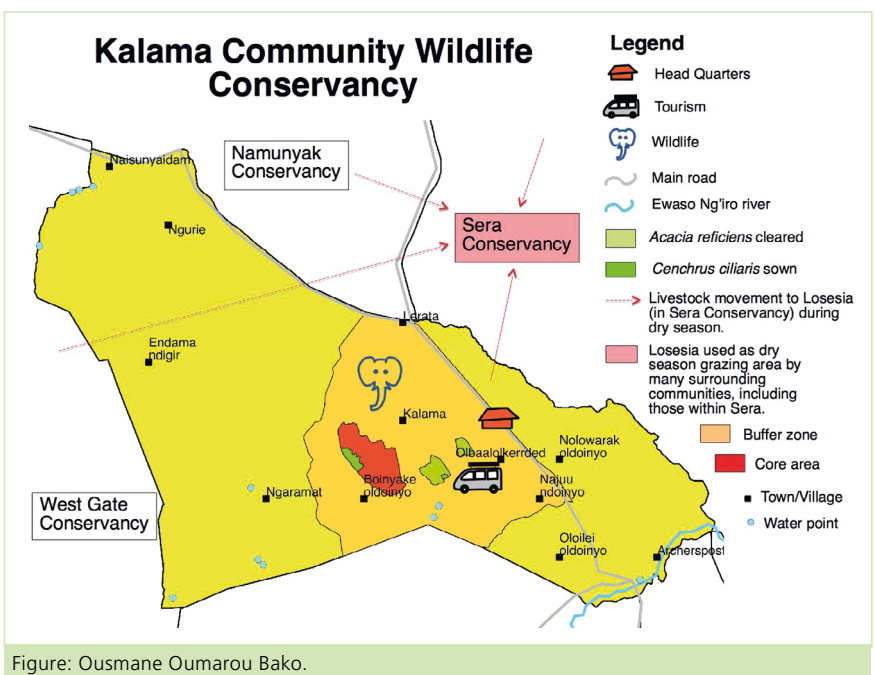 Kalama Community Wildlife
Conservancy
Legend
Head Quarters
Tourism
Wildlife
Main road
Ewaso Ng'iro river
Acacia reficiens cleared
Cenchrus ciliaris sown
Livestock movement to Losesia
(in Sera Conservancy) during
dry season.
Losesia used as dry
season grazing area by
many surrounding
communities, including
those within Sera.
Buffer zone
Core area
Town/Village
Water point
Namunyak
Conservancy
Sera
Conservancy
West Gate
Conservancy
Naisunyaidam
Ngurie
Lerata
Endama
ndigir
Kalama
Olbaalolkerrded
Nolowarak
oldoinyo
Ngaramat
Boinyake
oldoinyo
Najuu
ndoinyo
Oloilei
oldoinyo
Archerspost
Figure: Ousmane Oumarou Bako.